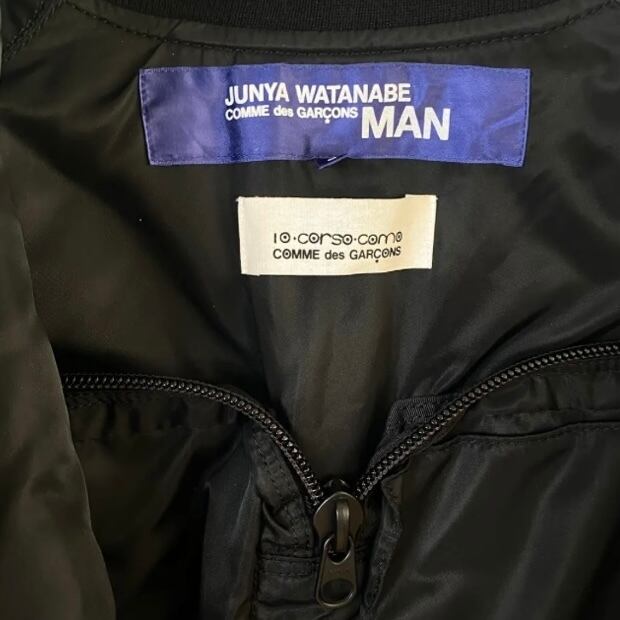 JUNYA WATANABE
COMME des GARÇONS MAN
10·corso·como
COMME des GARÇONS